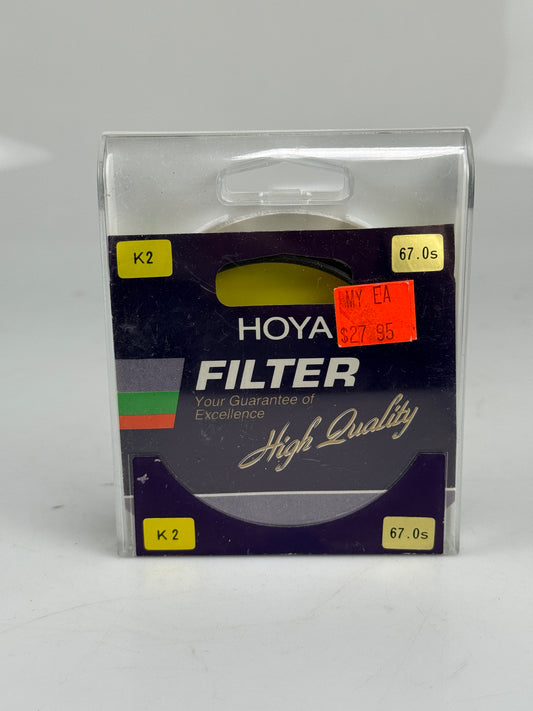 K2
67.0s
MY EA
$27.95
HOYA
FILTER
Your Guarantee of
Excellence
High Quality
K2
67.0s